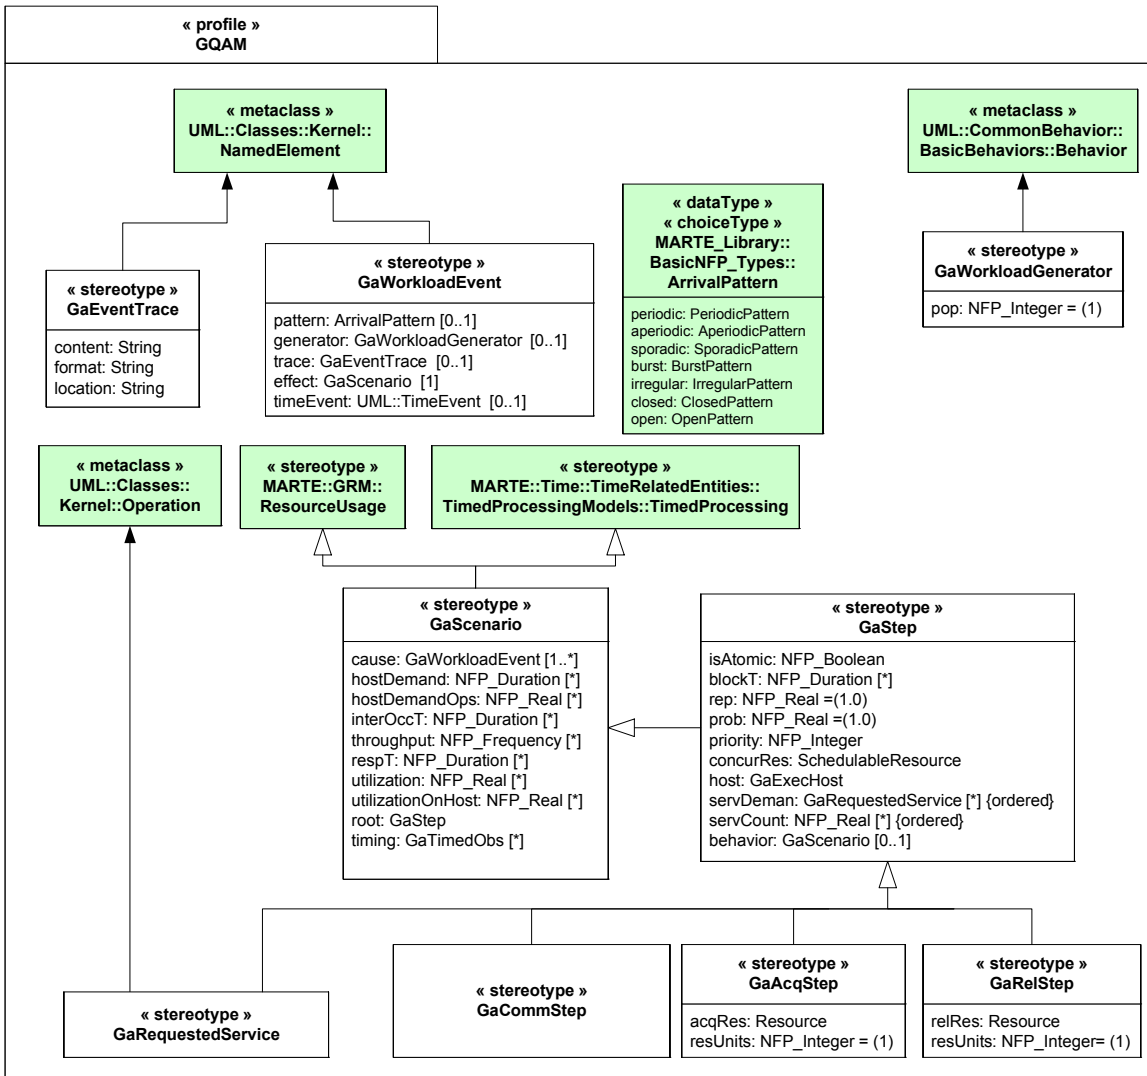 « profile »
GQAM
« metaclass »
UML::Classes::Kernel::
NamedElement
« metaclass »
UML::CommonBehavior::
BasicBehaviors::Behavior
« dataType »
« choiceType »
MARTE_Library::
BasicNFP_Types::
ArrivalPattern
periodic: PeriodicPattern
aperiodic: AperiodicPattern
sporadic: SporadicPattern
burst: BurstPattern
irregular: IrregularPattern
closed: ClosedPattern
open: OpenPattern
« stereotype »
GaWorkloadGenerator
pop: NFP_Integer = (1)
« stereotype »
GaEventTrace
content: String
format: String
location: String
« stereotype »
GaWorkloadEvent
pattern: ArrivalPattern [0..1]
generator: GaWorkloadGenerator [0..1]
trace: GaEventTrace [0..1]
effect: GaScenario [1]
timeEvent: UML::TimeEvent [0..1]
« metaclass »
UML::Classes::
Kernel::Operation
« stereotype »
MARTE::GRM::
ResourceUsage
« stereotype »
MARTE::Time::TimeRelatedEntities::
TimedProcessingModels::TimedProcessing
« stereotype »
GaScenario
cause: GaWorkloadEvent [1..*]
hostDemand: NFP_Duration [*]
hostDemandOps: NFP_Real [*]
interOccT: NFP_Duration [*]
throughput: NFP_Frequency [*]
respT: NFP_Duration [*]
utilization: NFP_Real [*]
utilizationOnHost: NFP_Real [*]
root: GaStep
timing: GaTimedObs [*]
« stereotype »
GaStep
isAtomic: NFP_Boolean
blockT: NFP_Duration [*]
rep: NFP_Real =(1.0)
prob: NFP_Real =(1.0)
priority: NFP_Integer
concurRes: SchedulableResource
host: GaExecHost
servDeman: GaRequestedService [*] {ordered}
servCount: NFP_Real [*] {ordered}
behavior: GaScenario [0..1]
« stereotype »
GaRequestedService
« stereotype »
GaCommStep
« stereotype »
GaAcqStep
acqRes: Resource
resUnits: NFP_Integer = (1)
« stereotype »
GaRelStep
relRes: Resource
resUnits: NFP_Integer= (1)